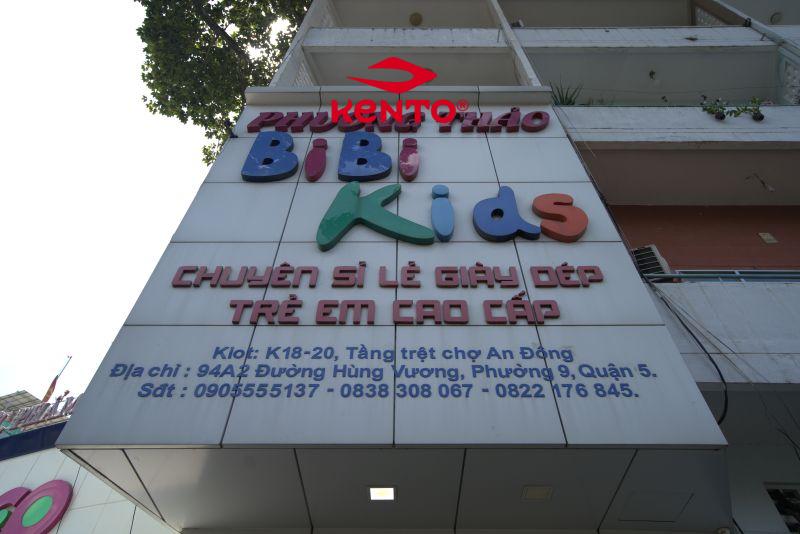 KENTO®
PHƯƠNG THẢO
BiBi
Kids
CHUYÊN SỈ LẺ GIÀY DÉP
TRẺ EM CAO CẤP
Kiot: K18-20, Tầng trệt chợ An Đông
Địa chỉ : 94A2 Đường Hùng Vương, Phường 9, Quận 5.
Sđt : 0905555137 - 0838 308 067 - 0822 176 845.